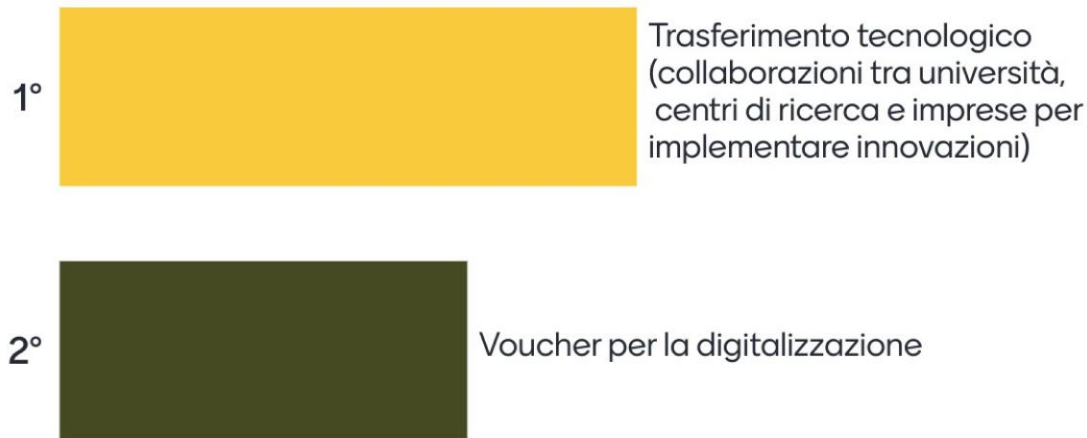 1°
Trasferimento tecnologico
(collaborazioni tra università,
centri di ricerca e imprese per
implementare innovazioni)
2°
Voucher per la digitalizzazione